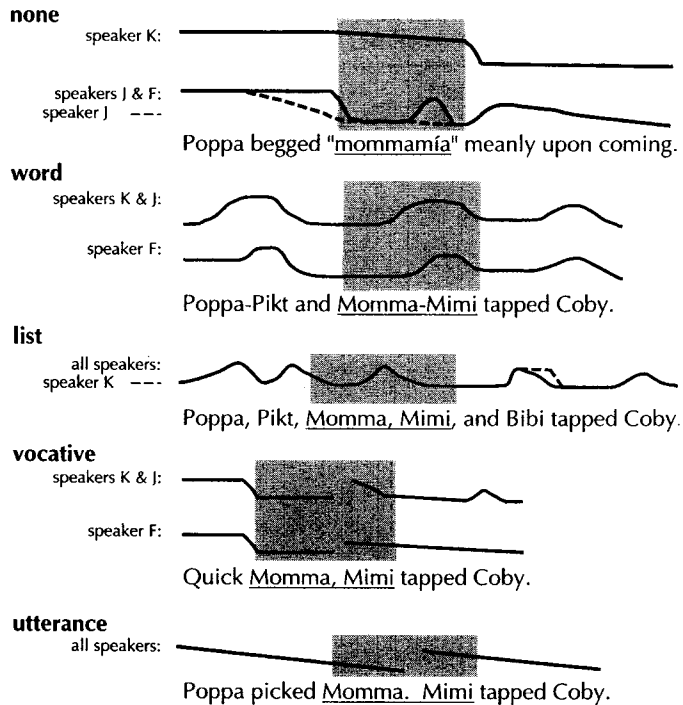 none
speaker K:
speakers J & F:
speaker J ---
Poppa begged "mommamía" meanly upon coming.
word
speakers K & J:
speaker F:
Poppa-Pikt and Momma-Mimi tapped Coby.
list
all speakers:
speaker K ---
Poppa, Pikt, Momma, Mimi, and Bibi tapped Coby.
vocative
speakers K & J:
speaker F:
Quick Momma, Mimi tapped Coby.
utterance
all speakers:
Poppa picked Momma. Mimi tapped Coby.